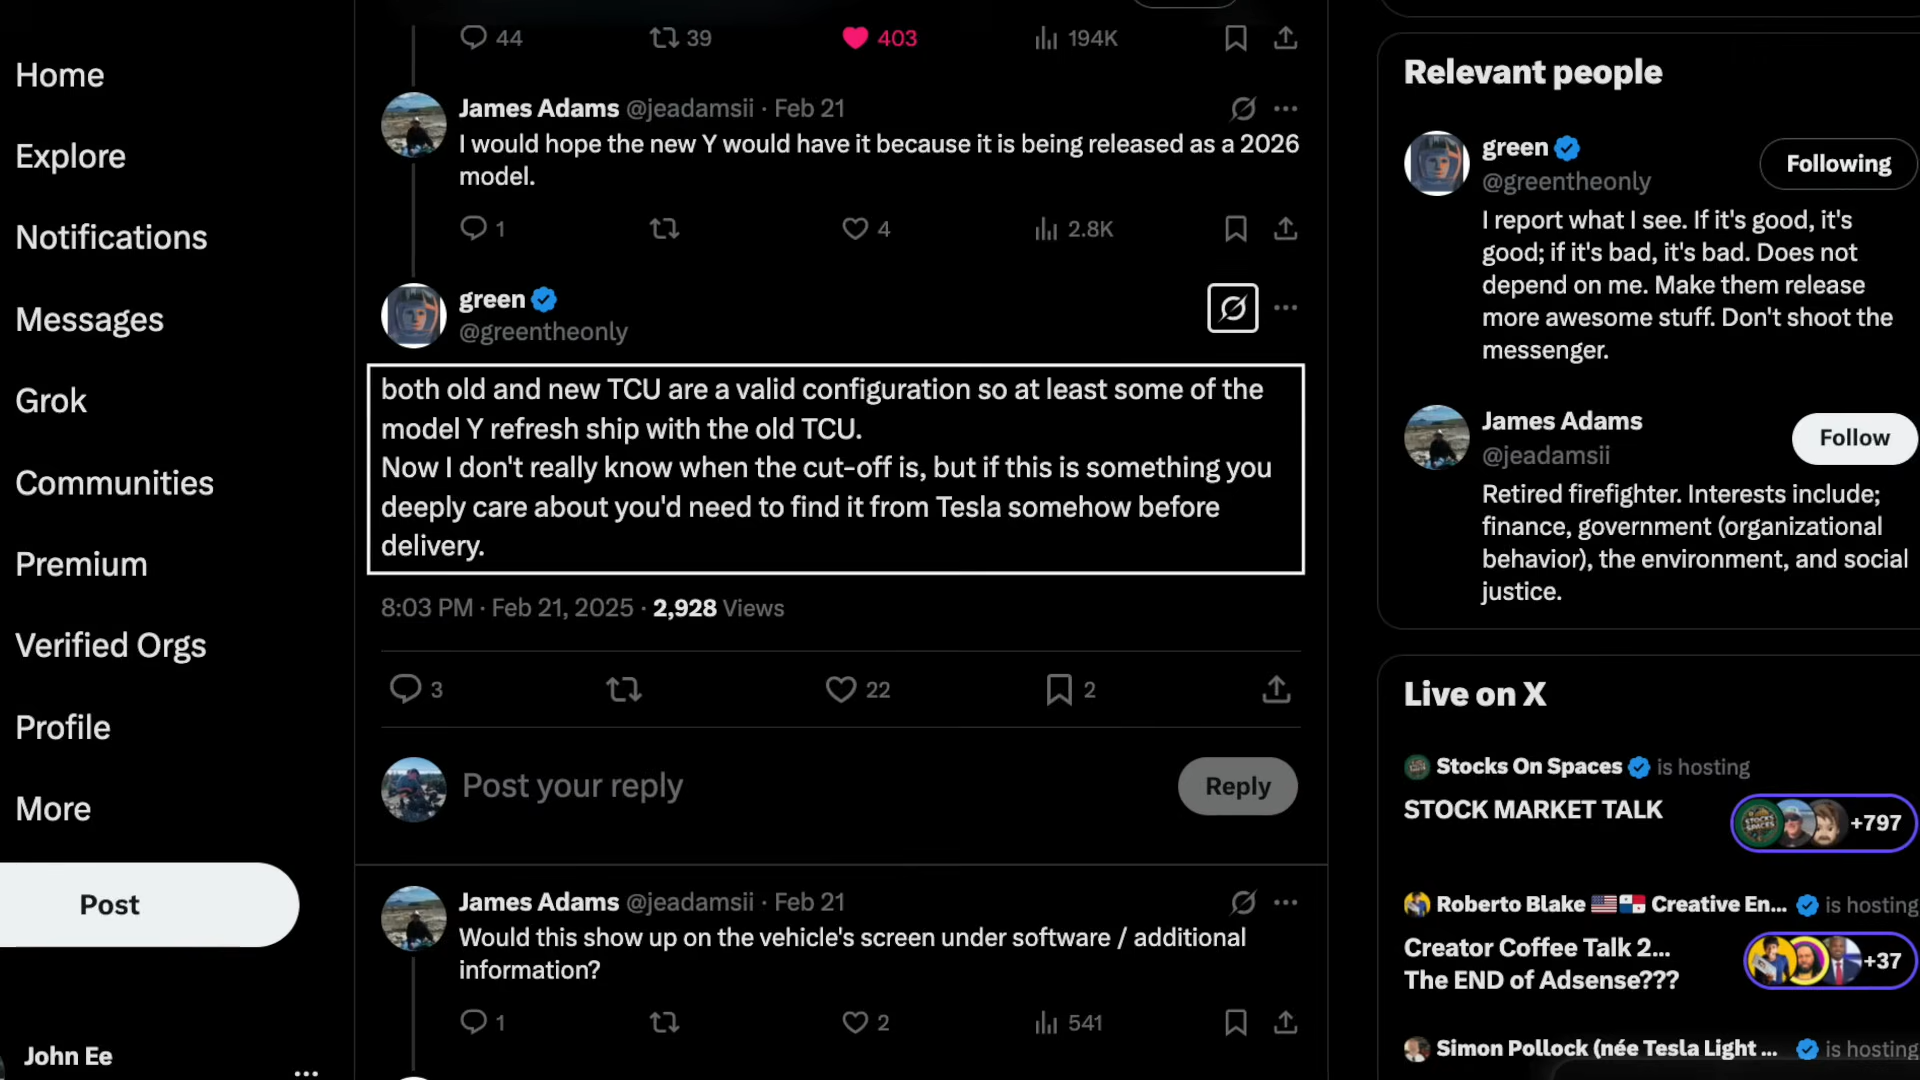 Home
Explore
Notifications
Messages
Grok
Communities
Premium
Verified Orgs
Profile
More
Post
John Ee
44 39 403 194K
James Adams @jeadamsii · Feb 21
I would hope the new Y would have it because it is being released as a 2026
model.
1 4 2.8K
green
@greentheonly
both old and new TCU are a valid configuration so at least some of the
model Y refresh ship with the old TCU.
Now I don't really know when the cut-off is, but if this is something you
deeply care about you'd need to find it from Tesla somehow before
delivery.
8:03 PM · Feb 21, 2025 · 2,928 Views
3 22 2
Post your reply
Reply
James Adams @jeadamsii · Feb 21
Would this show up on the vehicle's screen under software / additional
information?
1 2 541
Relevant people
green
Following
@greentheonly
I report what I see. If it's good, it's
good; if it's bad, it's bad. Does not
depend on me. Make them release
more awesome stuff. Don't shoot the
messenger.
James Adams
Follow
@jeadamsii
Retired firefighter. Interests include;
finance, government (organizational
behavior), the environment, and social
justice.
Live on X
Stocks On Spaces is hosting
STOCK MARKET TALK
+797
Roberto Blake Creative En... is hosting
Creator Coffee Talk 2...
The END of Adsense???
+37
Simon Pollock (née Tesla Light ... is hosting